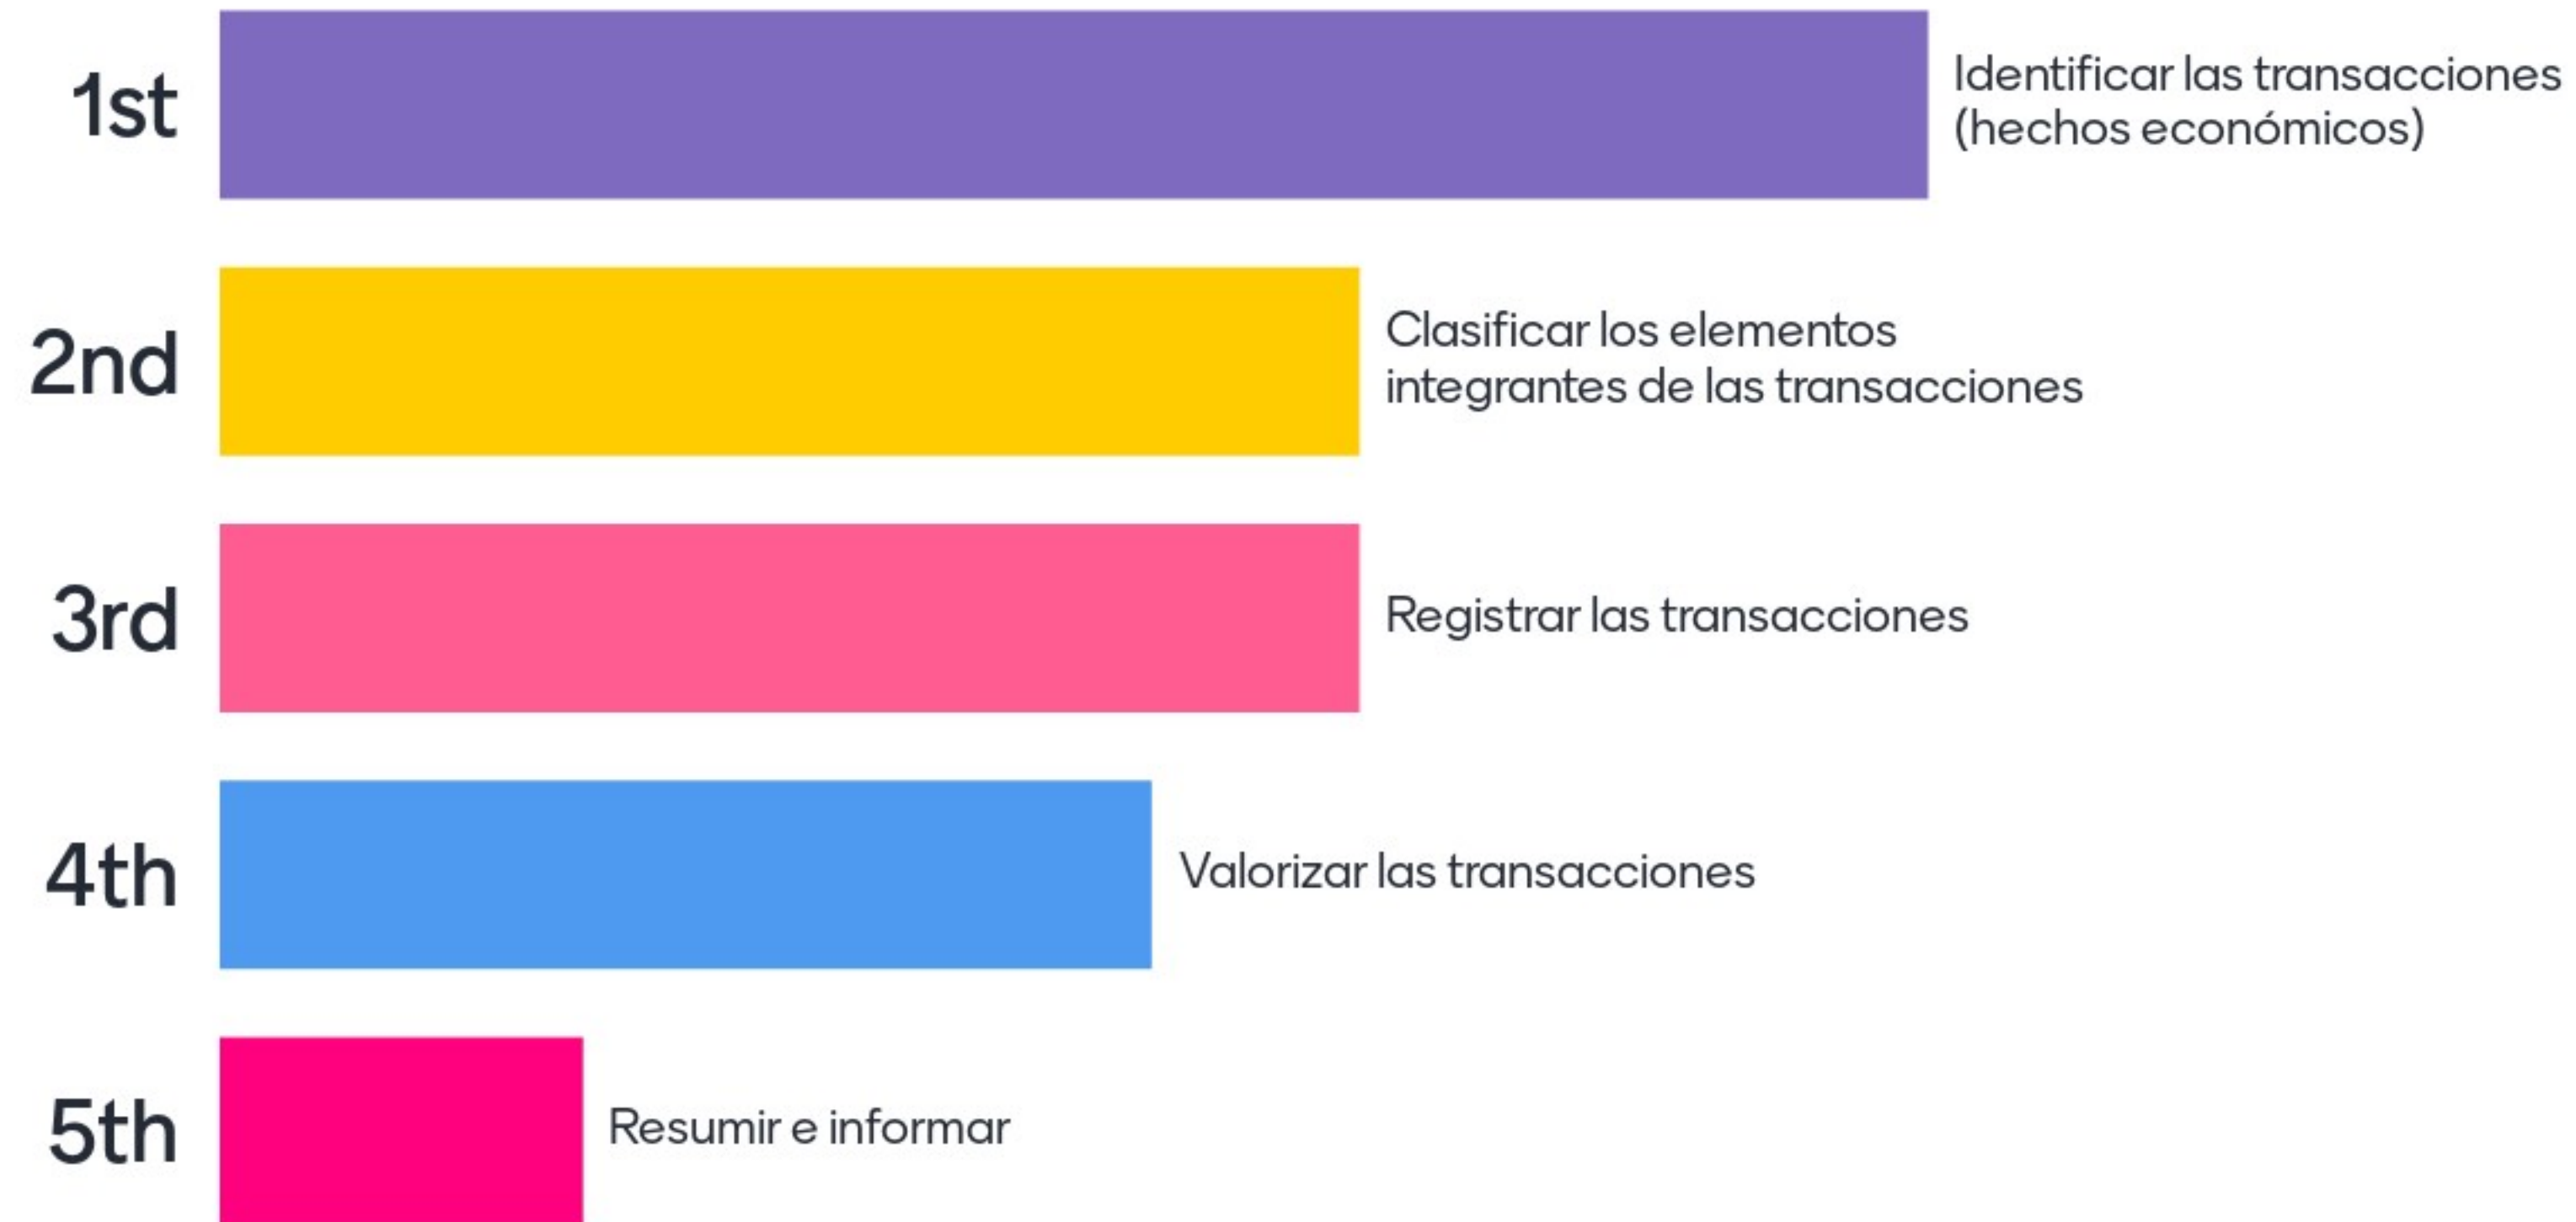 1st
Identificar las transacciones
(hechos económicos)
2nd
Clasificar los elementos
integrantes de las transacciones
3rd
Registrar las transacciones
4th
Valorizar las transacciones
5th
Resumir e informar